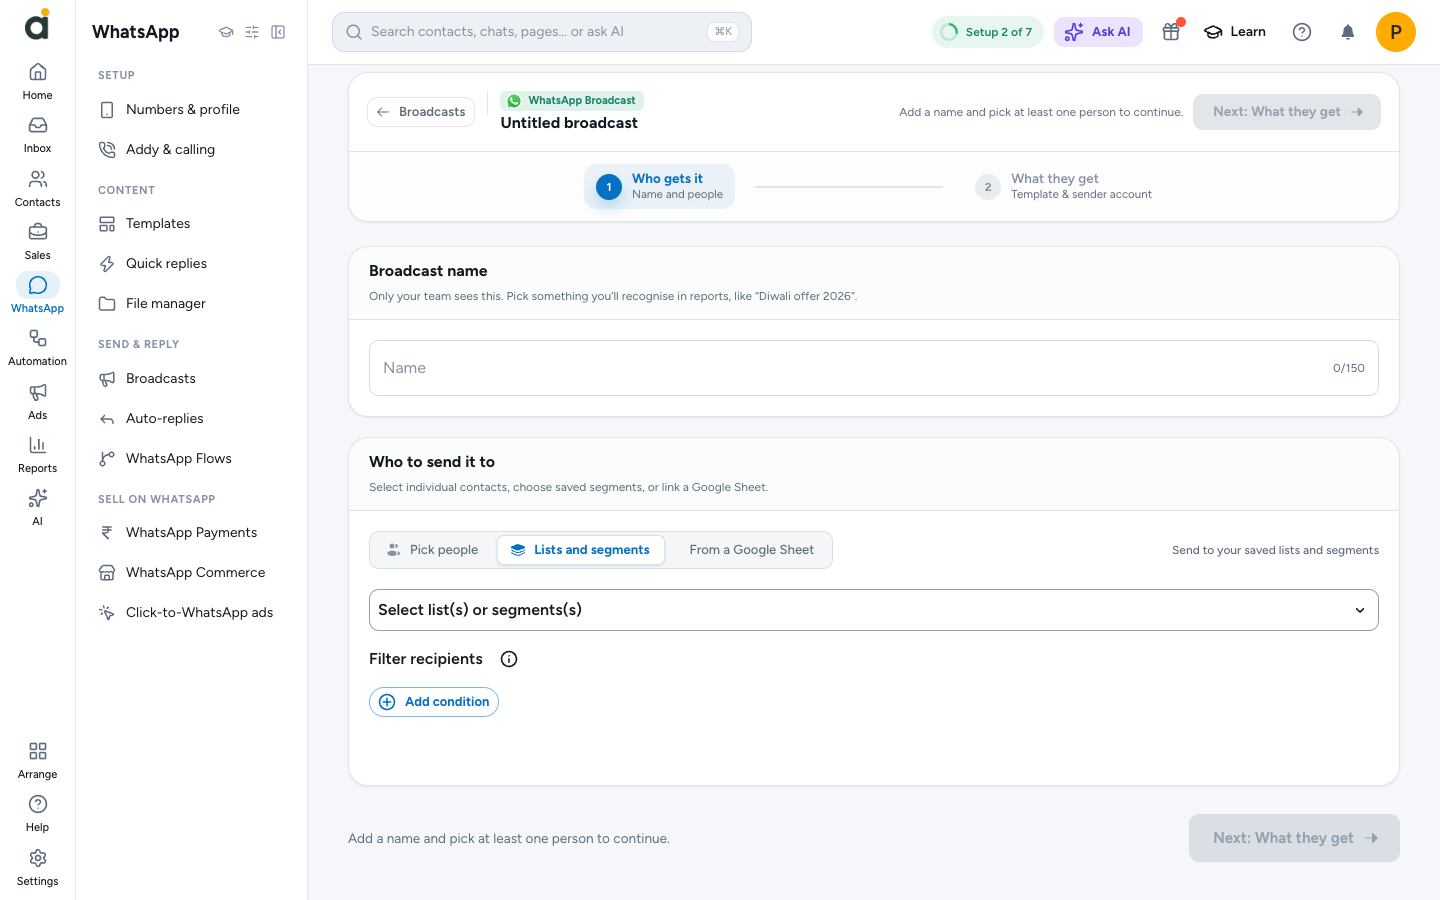 Home
Inbox
Contacts
Sales
WhatsApp
Automation
Ads
Reports
AI
Arrange
Help
Settings
WhatsApp
SETUP
Numbers & profile
Addy & calling
CONTENT
Templates
Quick replies
File manager
SEND & REPLY
Broadcasts
Auto-replies
WhatsApp Flows
SELL ON WHATSAPP
WhatsApp Payments
WhatsApp Commerce
Click-to-WhatsApp ads
Search contacts, chats, pages... or ask AI
⌘K
Setup 2 of 7
Ask AI
Learn
P
Broadcasts
WhatsApp Broadcast
Untitled broadcast
Add a name and pick at least one person to continue.
Next: What they get
1
Who gets it
Name and people
2
What they get
Template & sender account
Broadcast name
Only your team sees this. Pick something you'll recognise in reports, like “Diwali offer 2026”.
Name
0/150
Who to send it to
Select individual contacts, choose saved segments, or link a Google Sheet.
Pick people
Lists and segments
From a Google Sheet
Send to your saved lists and segments
Select list(s) or segments(s)
Filter recipients
Add condition
Add a name and pick at least one person to continue.
Next: What they get